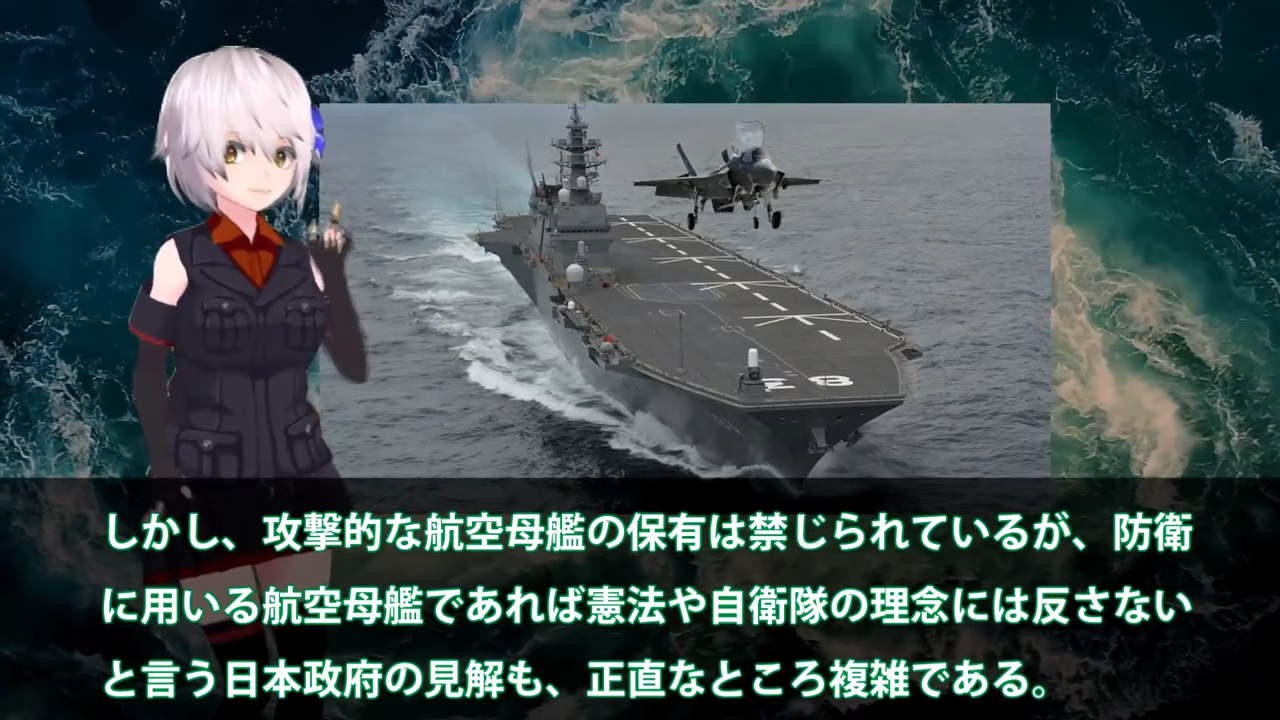 しかし、攻撃的な航空母艦の保有は禁じられているが、防衛
に用いる航空母艦であれば憲法や自衛隊の理念には反さない
と言う日本政府の見解も、正直なところ複雑である。